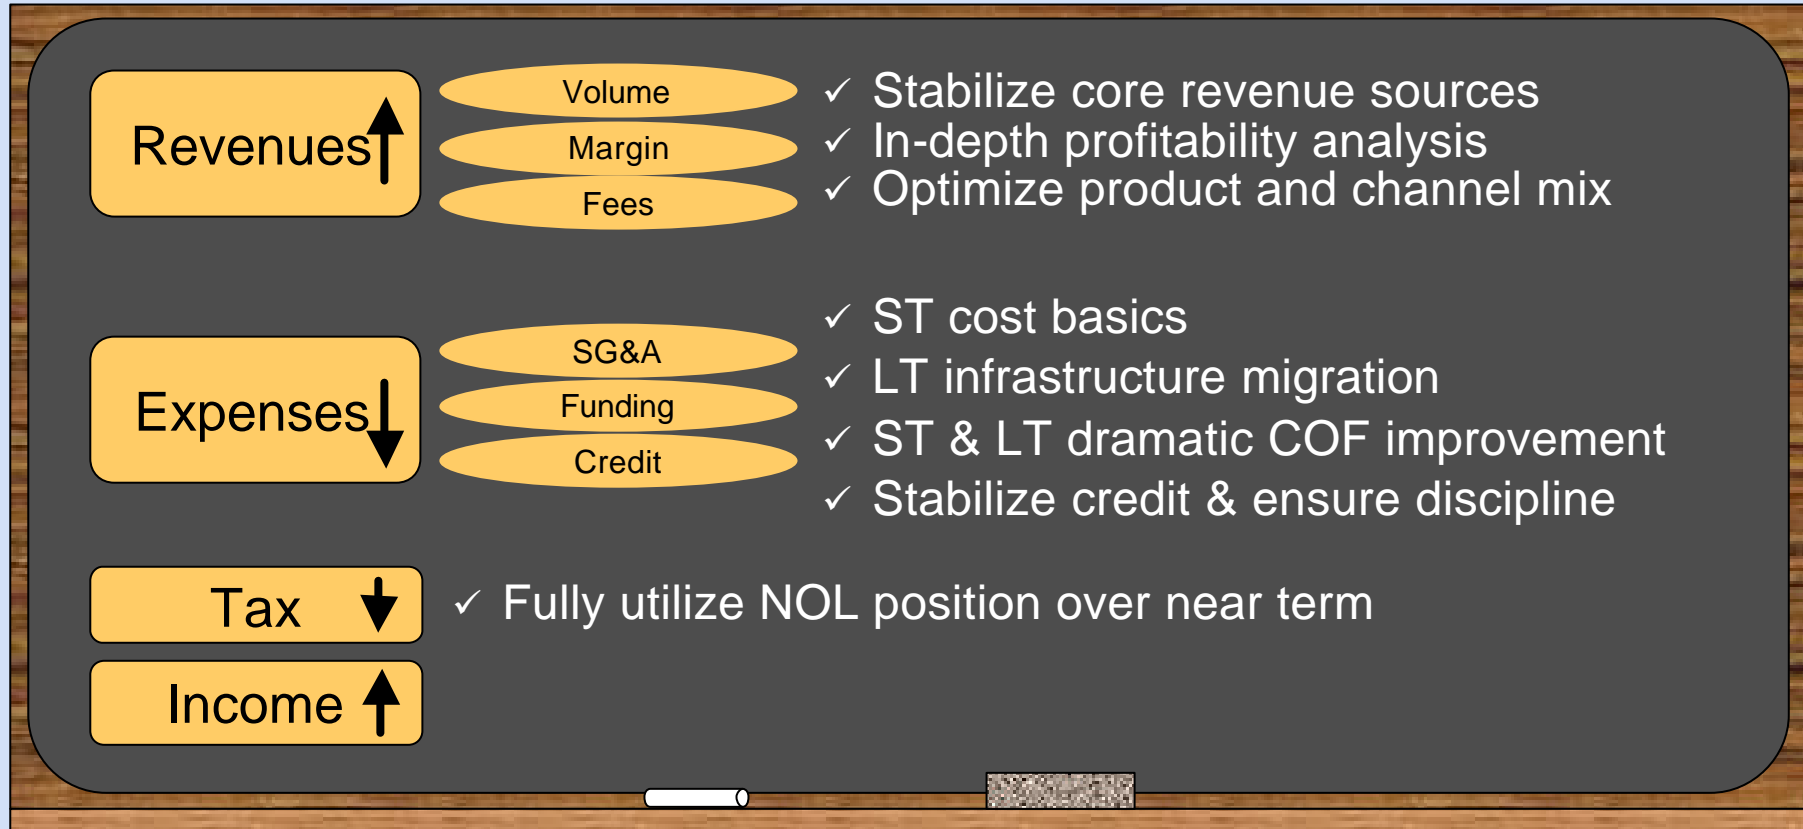 Revenues
Volume
Margin
Fees
✓ Stabilize core revenue sources
✓ In-depth profitability analysis
✓ Optimize product and channel mix
Expenses
SG&A
Funding
Credit
✓ ST cost basics
✓ LT infrastructure migration
✓ ST & LT dramatic COF improvement
✓ Stabilize credit & ensure discipline
Tax
✓ Fully utilize NOL position over near term
Income